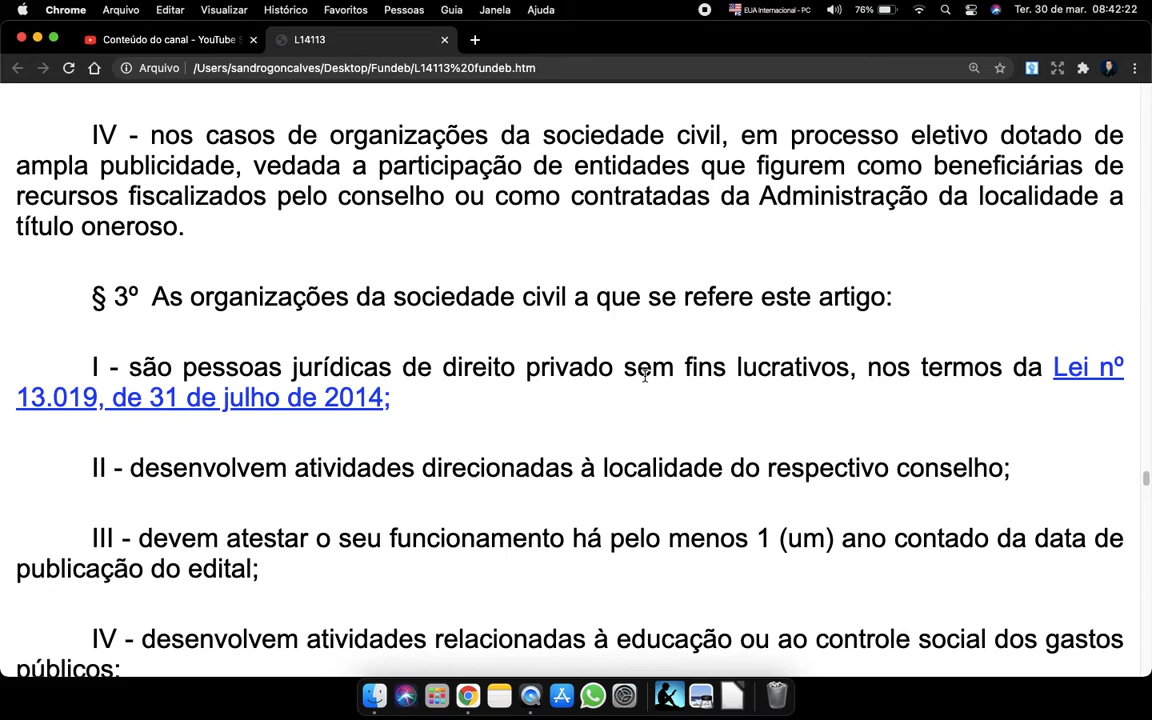 Chrome Arquivo Editar Visualizar Histórico Favoritos Pessoas Guia Janela Ajuda EUA Internacional - PC 76% Ter. 30 de mar. 08:42:22
Conteúdo do canal - YouTube L14113
Arquivo /Users/sandrogoncalves/Desktop/Fundeb/L14113%20fundeb.htm
IV - nos casos de organizações da sociedade civil, em processo eletivo dotado de
ampla publicidade, vedada a participação de entidades que figurem como beneficiárias de
recursos fiscalizados pelo conselho ou como contratadas da Administração da localidade a
título oneroso.
§ 3º As organizações da sociedade civil a que se refere este artigo:
I - são pessoas jurídicas de direito privado sem fins lucrativos, nos termos da Lei nº
13.019, de 31 de julho de 2014;
II - desenvolvem atividades direcionadas à localidade do respectivo conselho;
III - devem atestar o seu funcionamento há pelo menos 1 (um) ano contado da data de
publicação do edital;
IV - desenvolvem atividades relacionadas à educação ou ao controle social dos gastos
públicos;